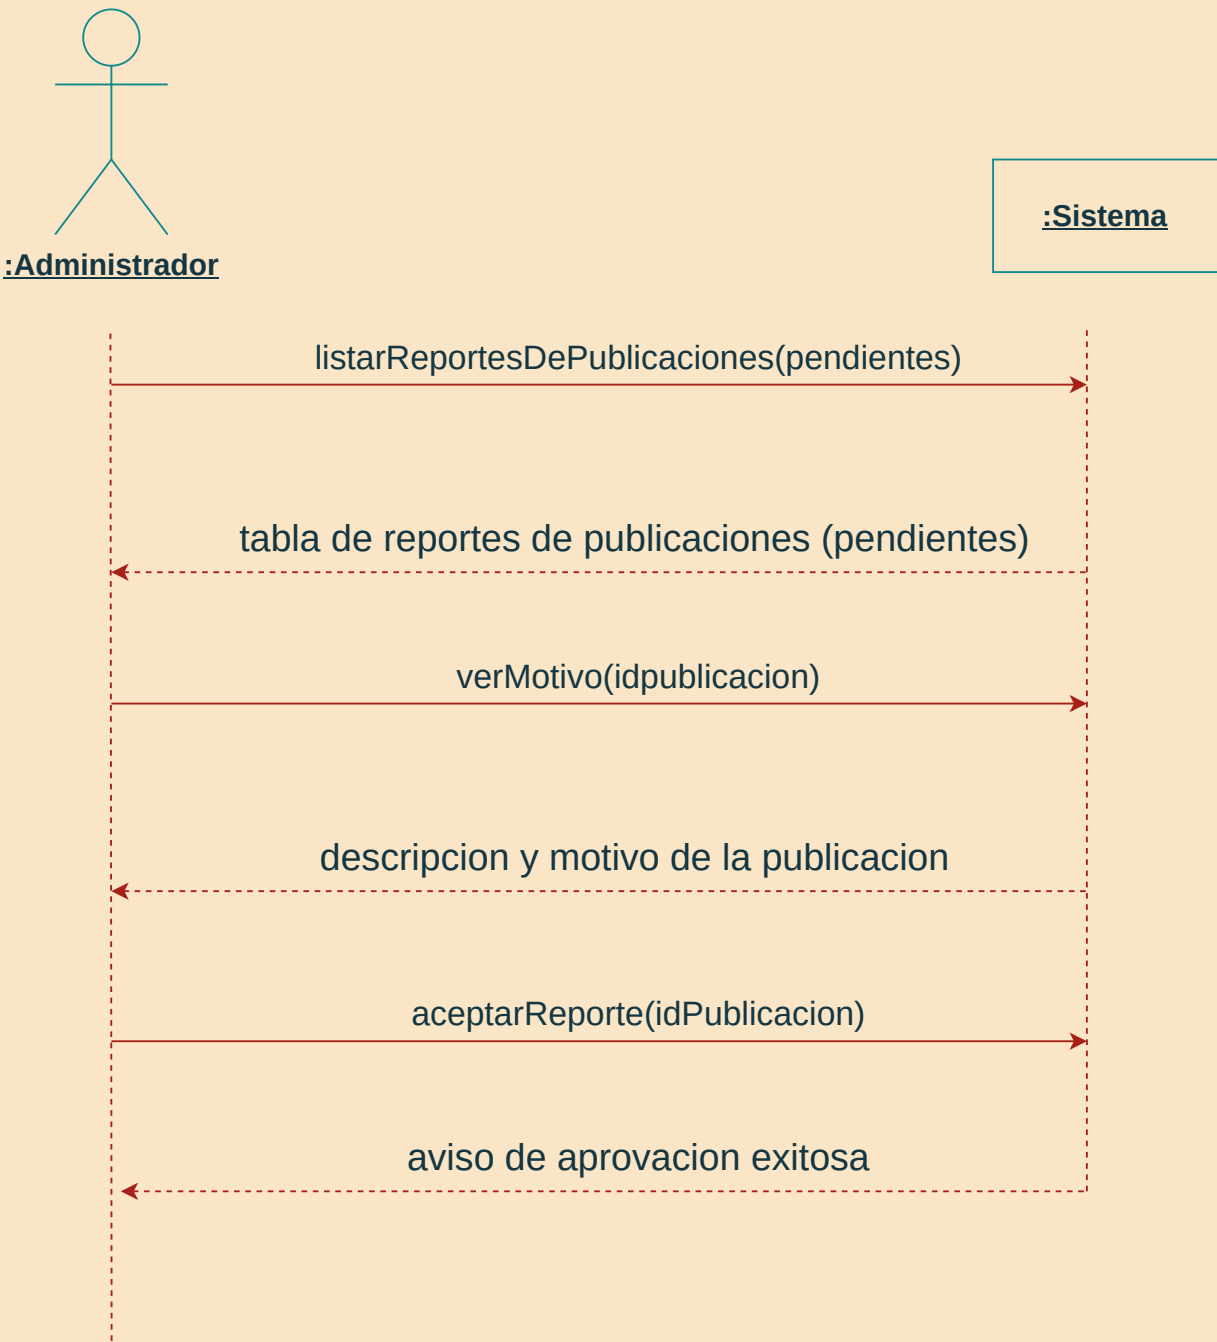 :Administrador
:Sistema
listarReportesDePublicaciones(pendientes)
tabla de reportes de publicaciones (pendientes)
verMotivo(idpublicacion)
descripcion y motivo de la publicacion
aceptarReporte(idPublicacion)
aviso de aprovacion exitosa